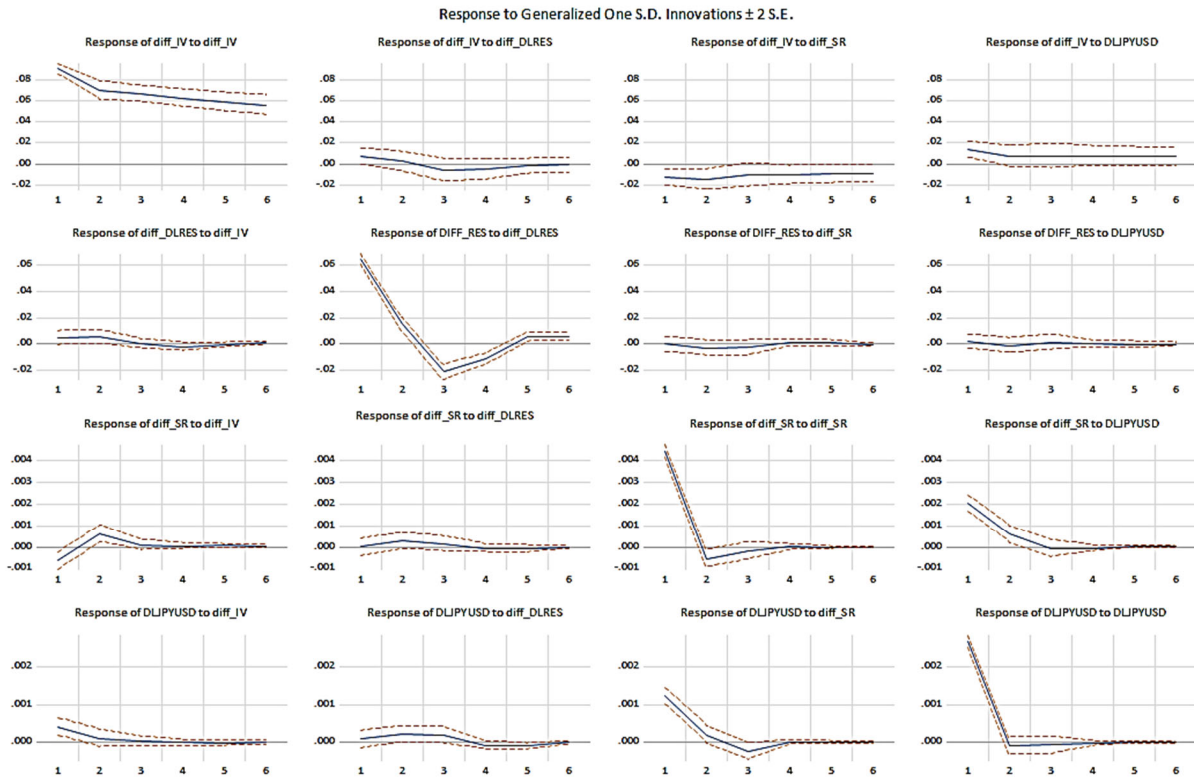 Response to Generalized One S.D. Innovations ± 2 S.E.
Response of diff_IV to diff_IV
.08
.06
.04
.02
.00
-.02
1 2 3 4 5 6
Response of diff_IV to diff_DLRES
.08
.06
.04
.02
.00
-.02
1 2 3 4 5 6
Response of diff_IV to diff_SR
.08
.06
.04
.02
.00
-.02
1 2 3 4 5 6
Response of diff_IV to DLJPYUSD
.08
.06
.04
.02
.00
-.02
1 2 3 4 5 6
Response of diff_DLRES to diff_IV
.06
.04
.02
.00
-.02
1 2 3 4 5 6
Response of DIFF_RES to diff_DLRES
.06
.04
.02
.00
-.02
1 2 3 4 5 6
Response of DIFF_RES to diff_SR
.06
.04
.02
.00
-.02
1 2 3 4 5 6
Response of DIFF_RES to DLJPYUSD
.06
.04
.02
.00
-.02
1 2 3 4 5 6
Response of diff_SR to diff_IV
.004
.003
.002
.001
.000
-.001
1 2 3 4 5 6
Response of diff_SR to diff_DLRES
.004
.003
.002
.001
.000
-.001
1 2 3 4 5 6
Response of diff_SR to diff_SR
.004
.003
.002
.001
.000
-.001
1 2 3 4 5 6
Response of diff_SR to DLJPYUSD
.004
.003
.002
.001
.000
-.001
1 2 3 4 5 6
Response of DLJPYUSD to diff_IV
.002
.001
.000
1 2 3 4 5 6
Response of DLJPYUSD to diff_DLRES
.002
.001
.000
1 2 3 4 5 6
Response of DLJPYUSD to diff_SR
.002
.001
.000
1 2 3 4 5 6
Response of DLJPYUSD to DLJPYUSD
.002
.001
.000
1 2 3 4 5 6